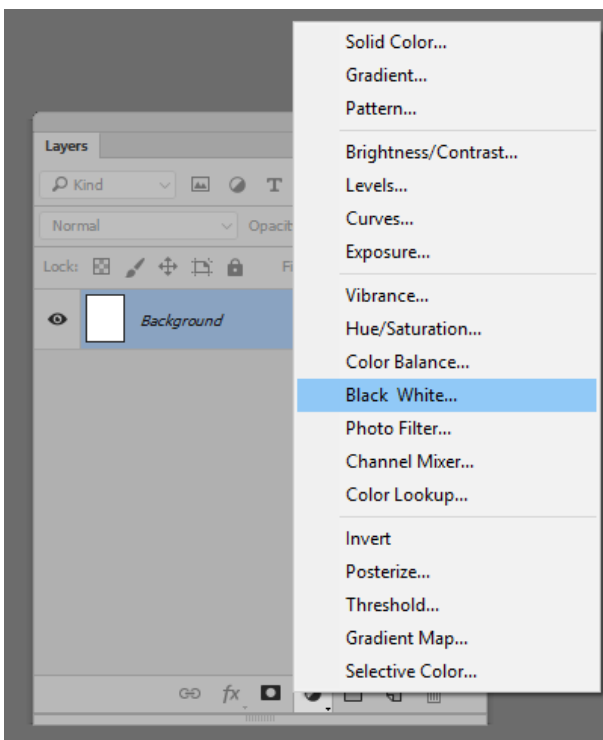 Solid Color...
Gradient...
Pattern...
Layers
Brightness/Contrast...
Kind
T
Levels...
Normal
Opacit
Curves...
Exposure...
Lock:
Fi
Vibrance...
Background
Hue/Saturation...
Color Balance...
Black  White...
Photo Filter...
Channel Mixer...
Color Lookup...
Invert
Posterize...
Threshold...
Gradient Map...
Selective Color...
fx